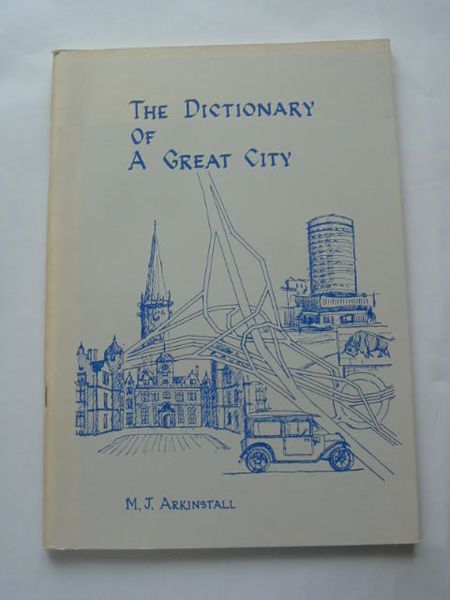 THE DICTIONARY
OF
A GREAT CITY
M. J. ARKINSTALL